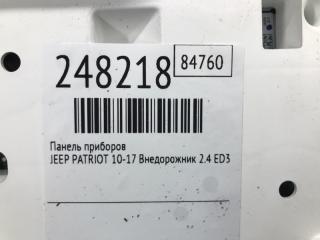 248218 84760
Панель приборов
JEEP PATRIOT 10-17 Внедорожник 2.4 ED3